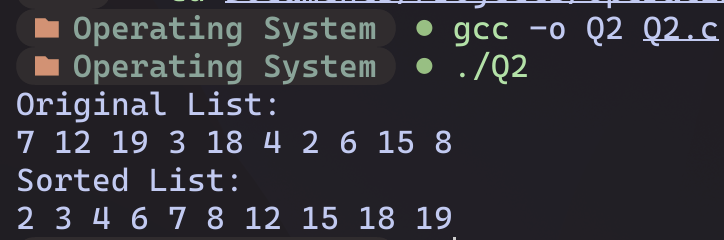 Operating System ● gcc -o Q2 Q2.c
Operating System ● ./Q2
Original List:
7 12 19 3 18 4 2 6 15 8
Sorted List:
2 3 4 6 7 8 12 15 18 19